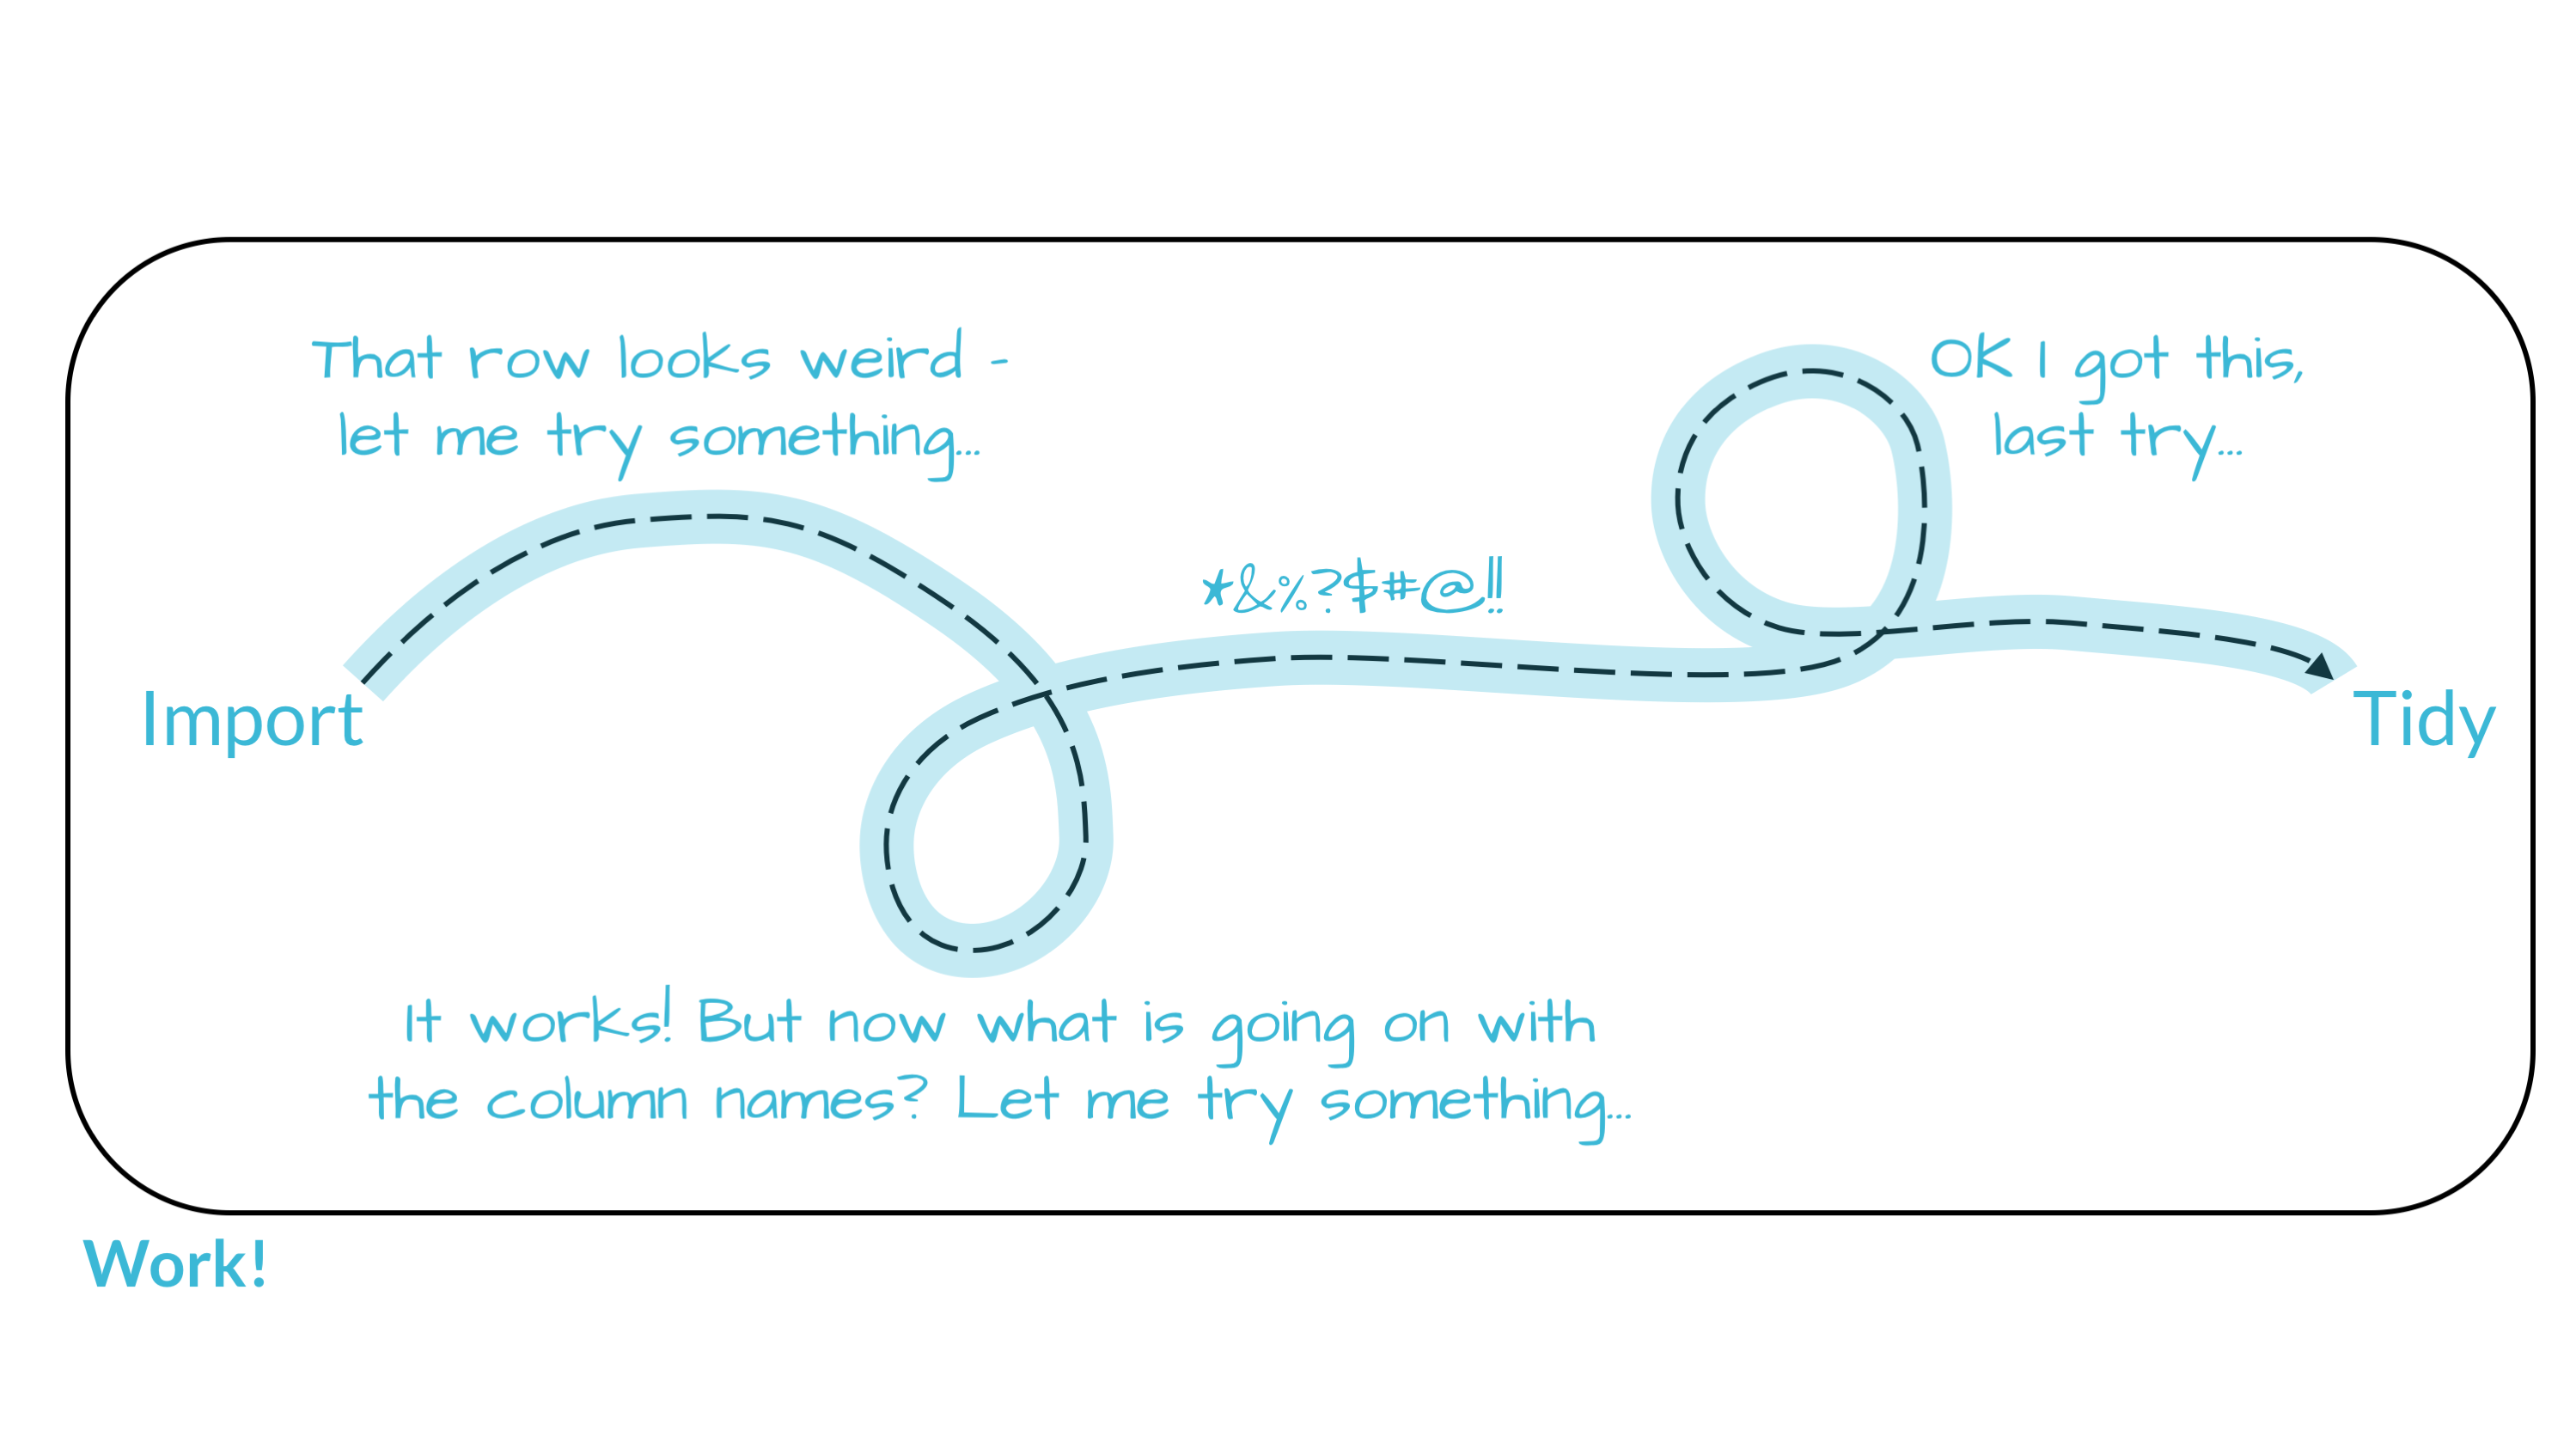 That row looks weird -
let me try something...
OK I got this,
last try...
*&%?$#@!!
Import
Tidy
It works! But now what is going on with
the column names? Let me try something...
Work!